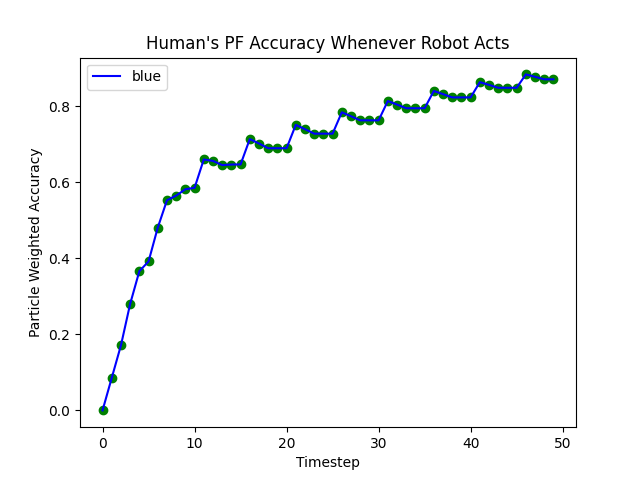 Human's PF Accuracy Whenever Robot Acts
blue
Particle Weighted Accuracy
0.8
0.6
0.4
0.2
0.0
0 10 20 30 40 50
Timestep